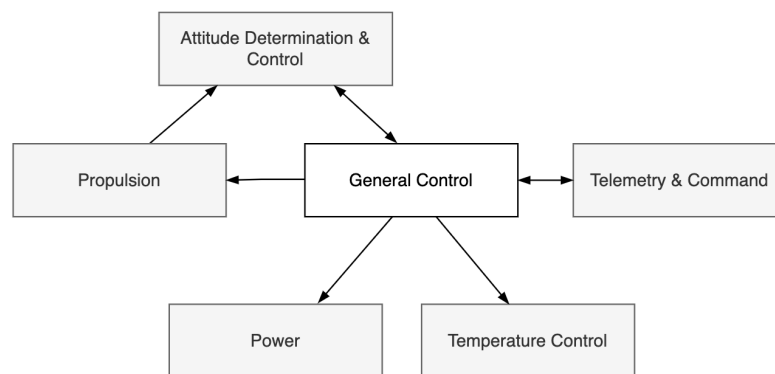 Attitude Determination &
Control
Propulsion
General Control
Telemetry & Command
Power
Temperature Control